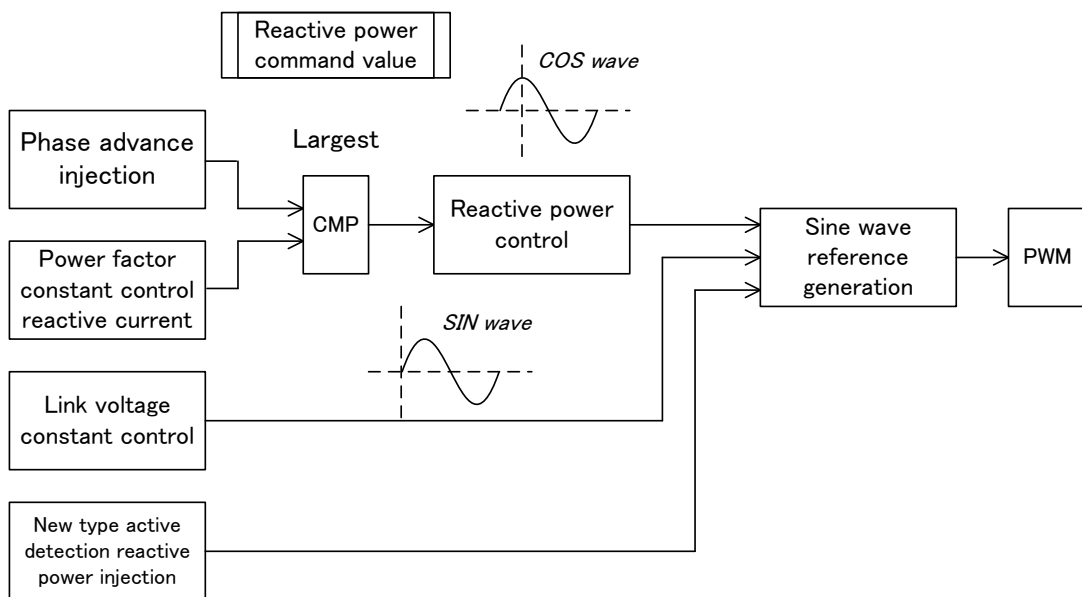 Reactive power
command value
COS wave
Phase advance
injection
Largest
CMP
Reactive power
control
Sine wave
reference
generation
PWM
Power factor
constant control
reactive current
SIN wave
Link voltage
constant control
New type active
detection reactive
power injection